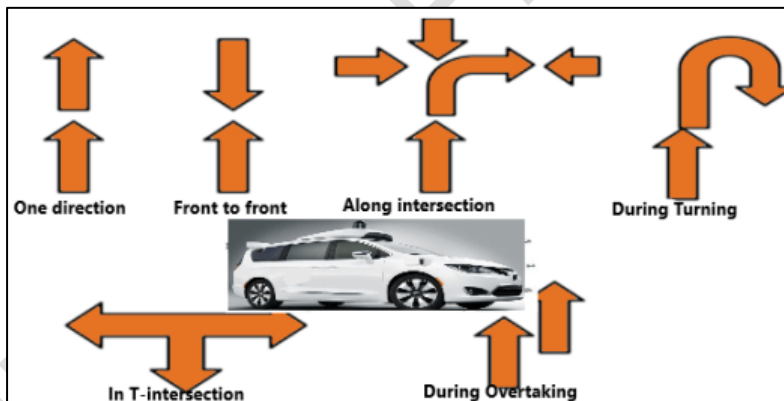 One direction
Front to front
Along intersection
During Turning
In T-intersection
During Overtaking